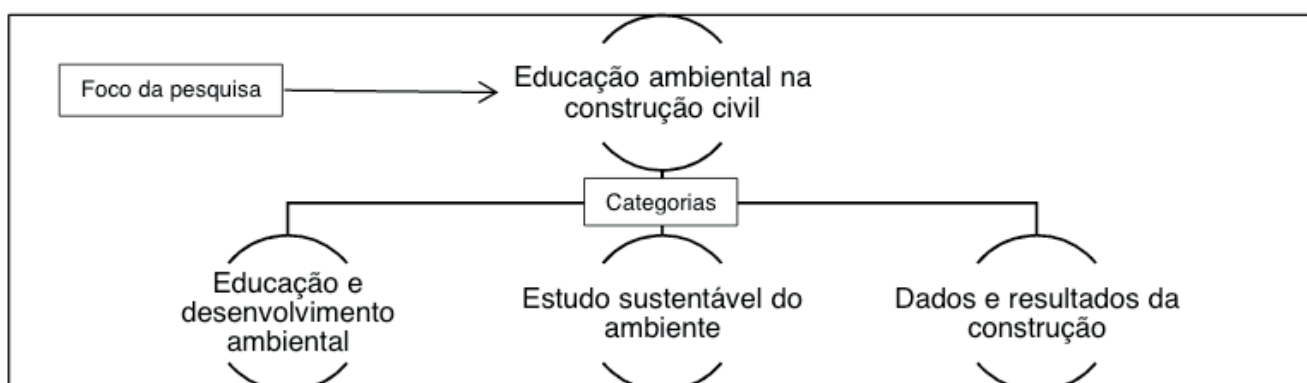 Foco da pesquisa
Educação ambiental na
construção civil
Categorias
Educação e
desenvolvimento
ambiental
Estudo sustentável do
ambiente
Dados e resultados da
construção